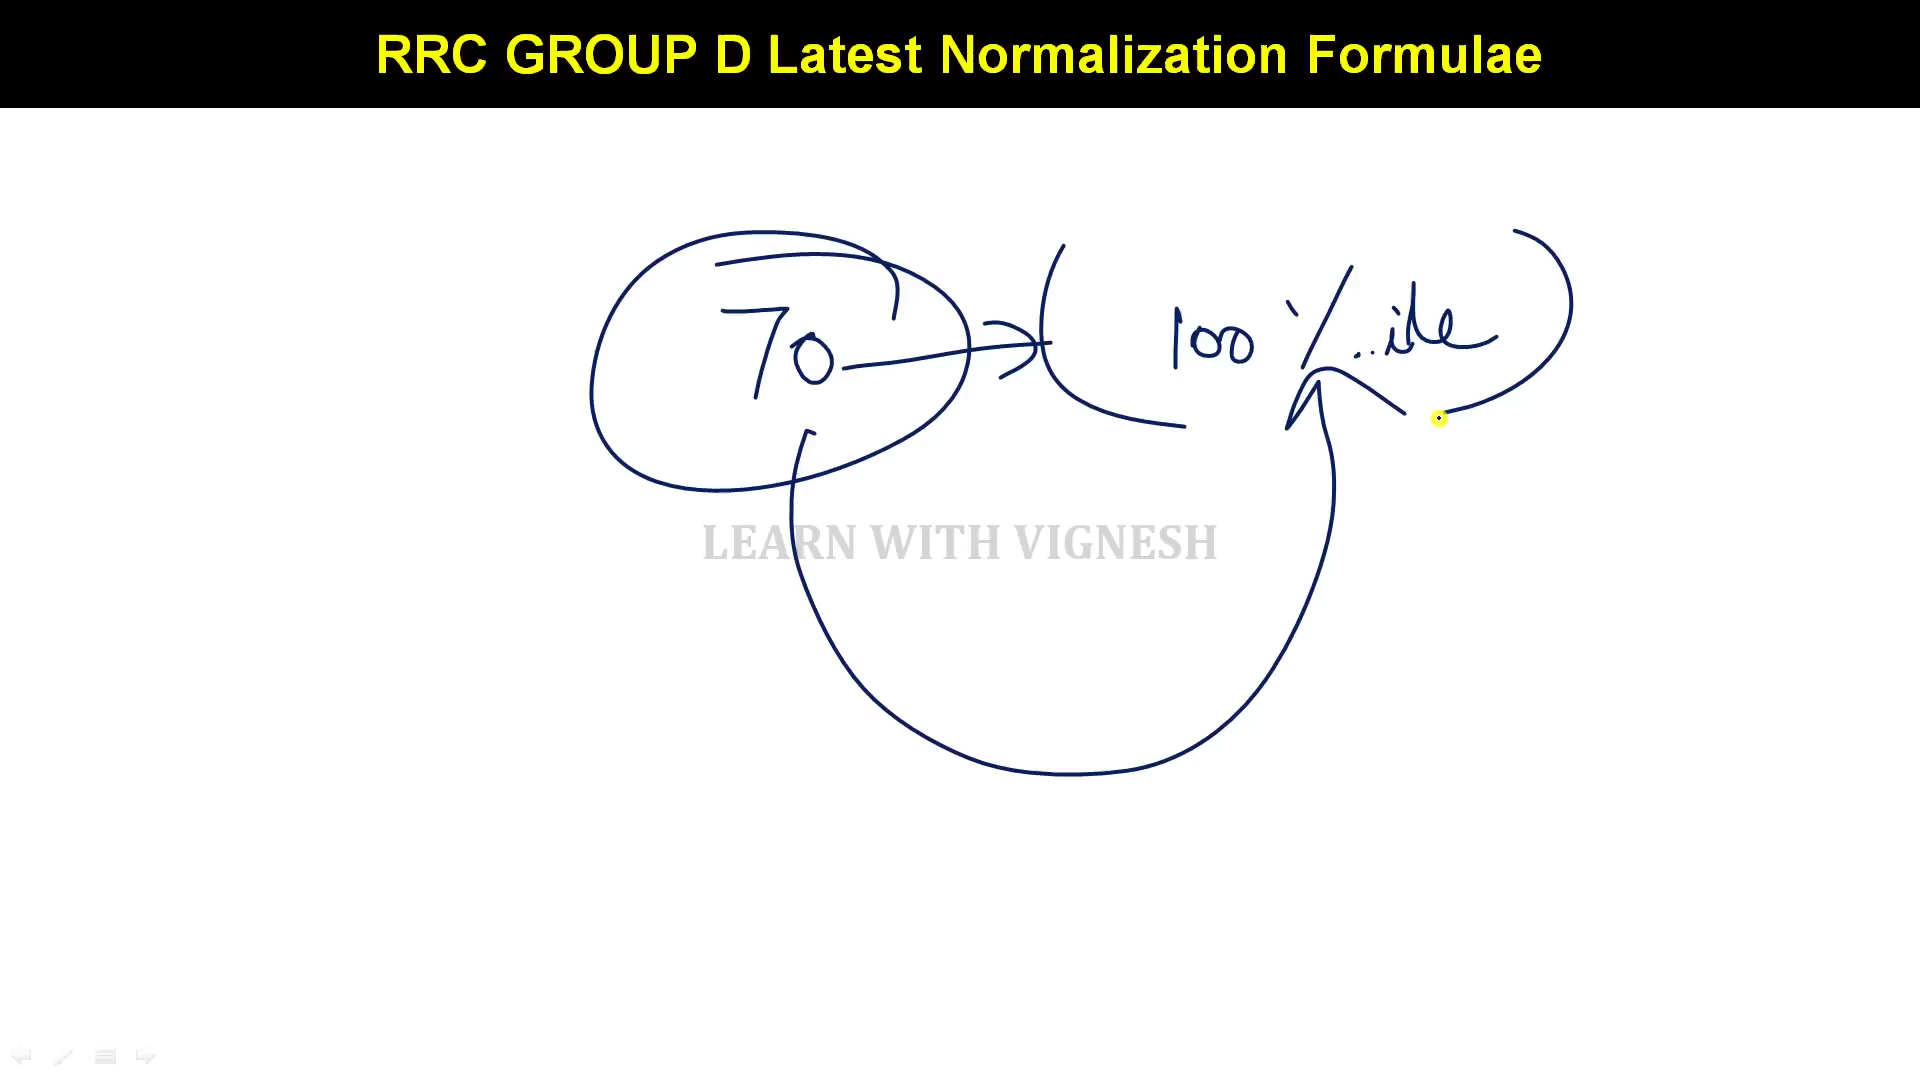 RRC GROUP D Latest Normalization Formulae
70 → 100 %..ile
LEARN WITH VIGNESH